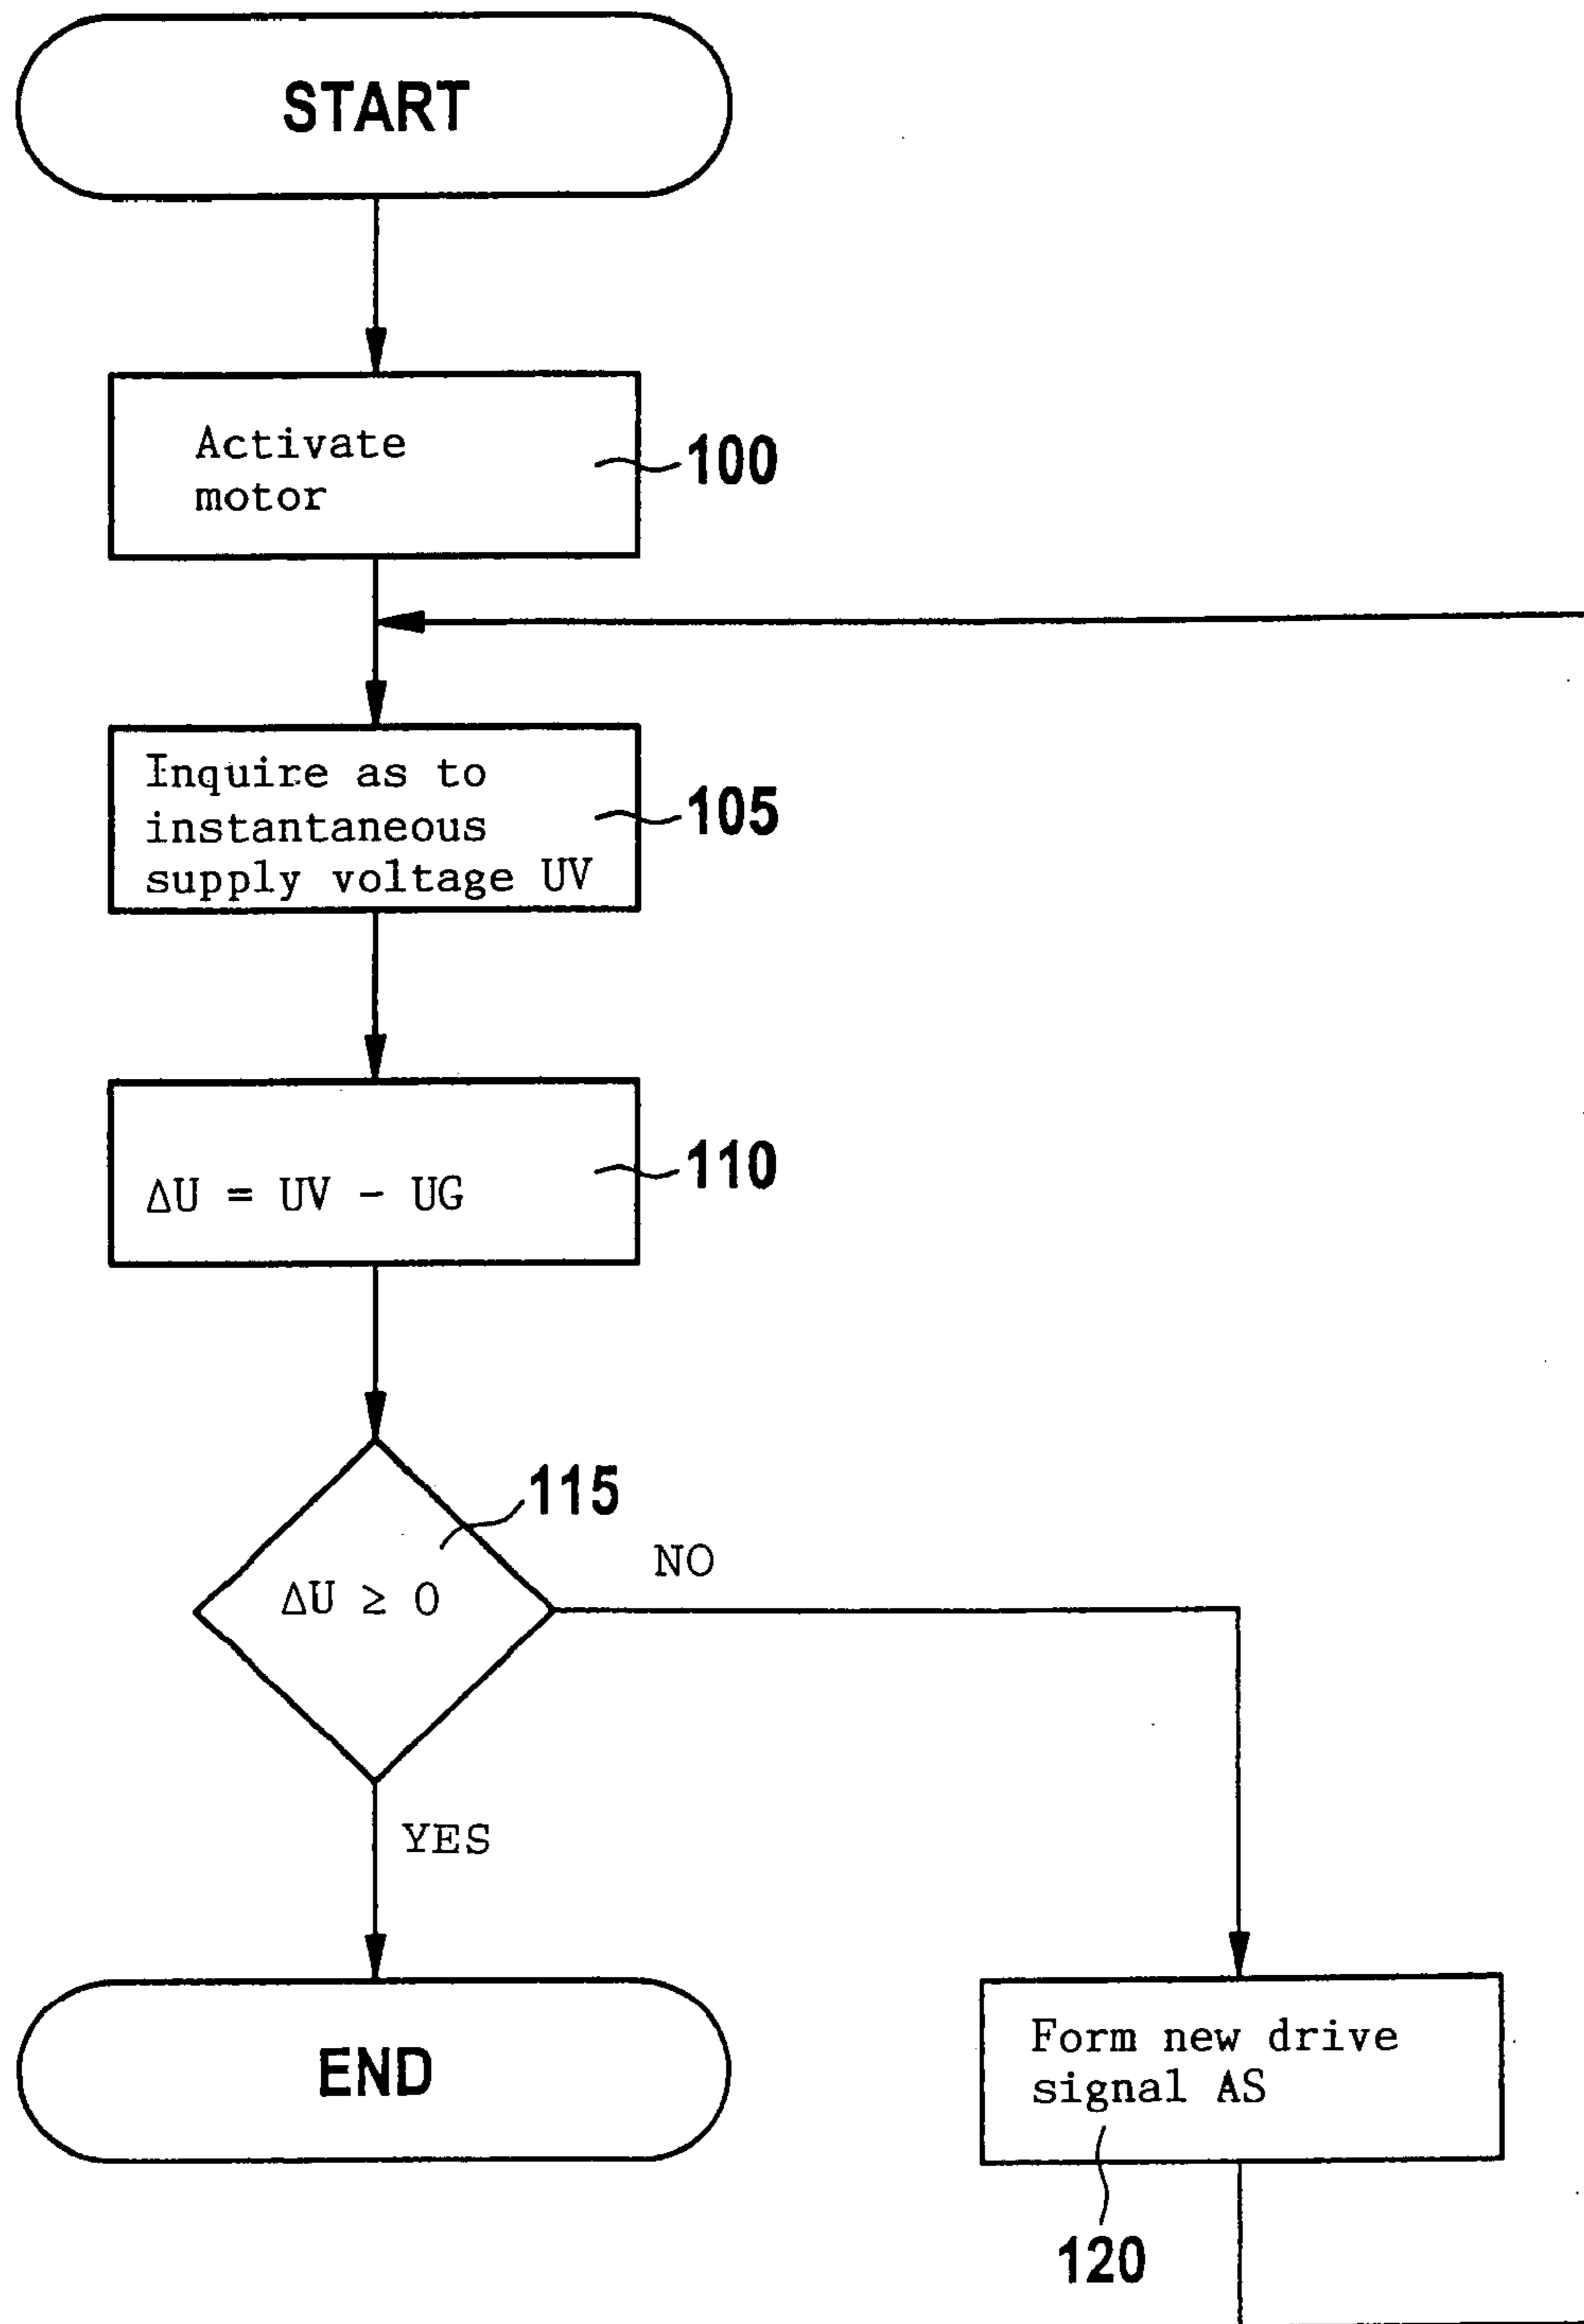 START
Activate
motor
100
Inquire as to
instantaneous
supply voltage UV
105
ΔU = UV - UG
110
115
ΔU ≥ 0
NO
YES
END
Form new drive
signal AS
120